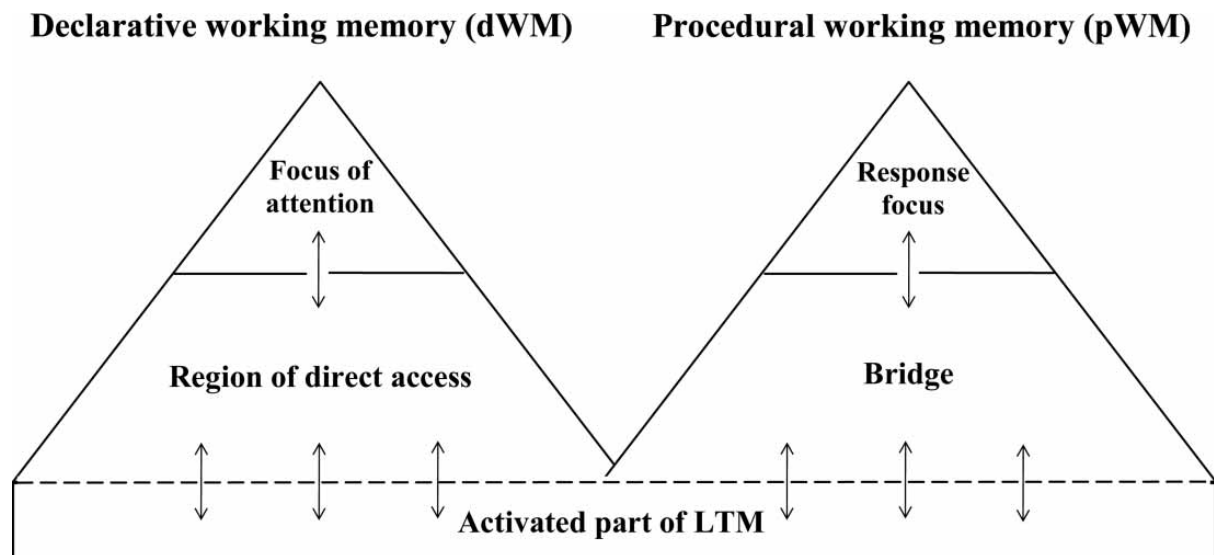 Declarative working memory (dWM)
Procedural working memory (pWM)
Focus of
attention
Response
focus
Region of direct access
Bridge
Activated part of LTM